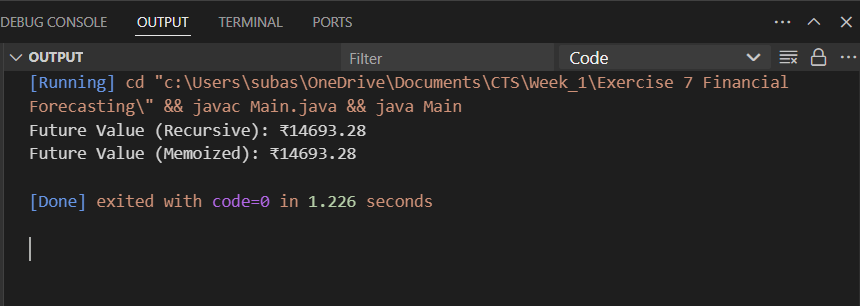 DEBUG CONSOLE OUTPUT TERMINAL PORTS
OUTPUT Filter Code
[Running] cd "c:\Users\subas\OneDrive\Documents\CTS\Week_1\Exercise 7 Financial
Forecasting\" && javac Main.java && java Main
Future Value (Recursive): ₹14693.28
Future Value (Memoized): ₹14693.28
[Done] exited with code=0 in 1.226 seconds